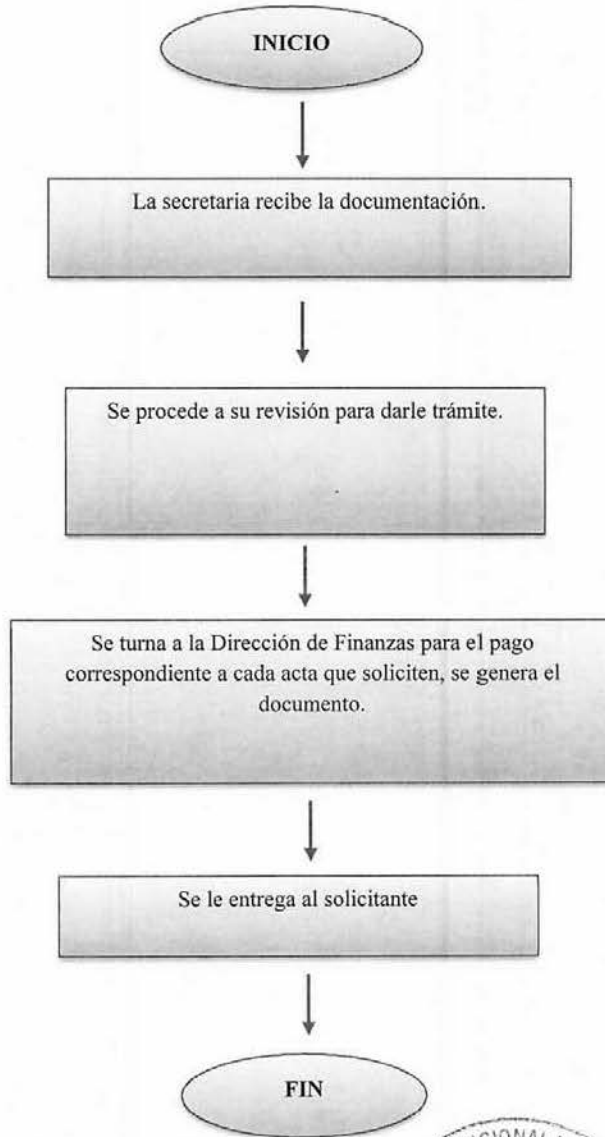 INICIO
La secretaria recibe la documentación.
Se procede a su revisión para darle trámite.
Se turna a la Dirección de Finanzas para el pago
correspondiente a cada acta que soliciten, se genera el
documento.
Se le entrega al solicitante
FIN